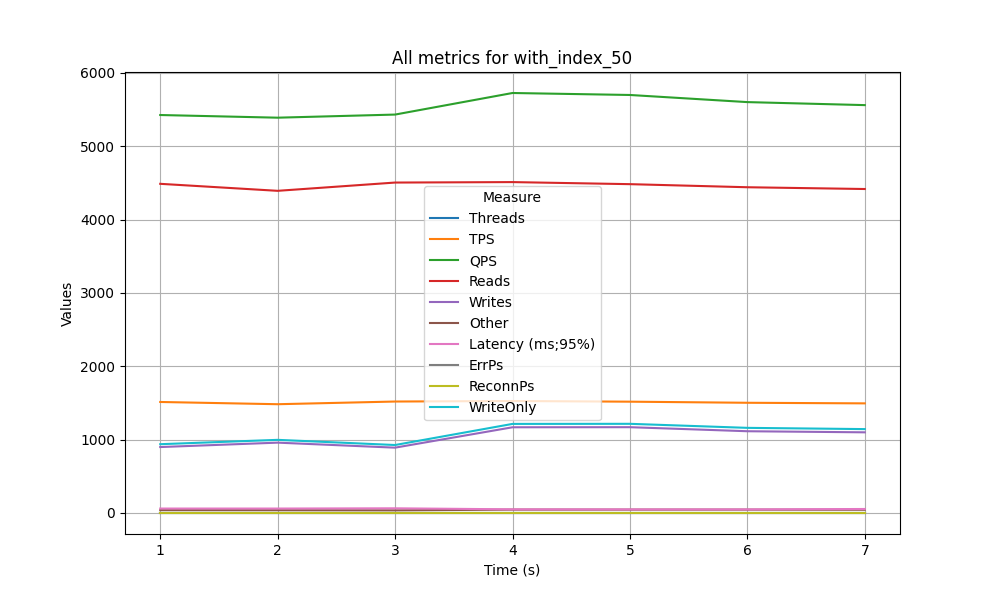 All metrics for with_index_50
6000
5000
4000
3000
2000
1000
0
Values
Measure
Threads
TPS
QPS
Reads
Writes
Other
Latency (ms;95%)
ErrPs
ReconnPs
WriteOnly
1 2 3 4 5 6 7
Time (s)